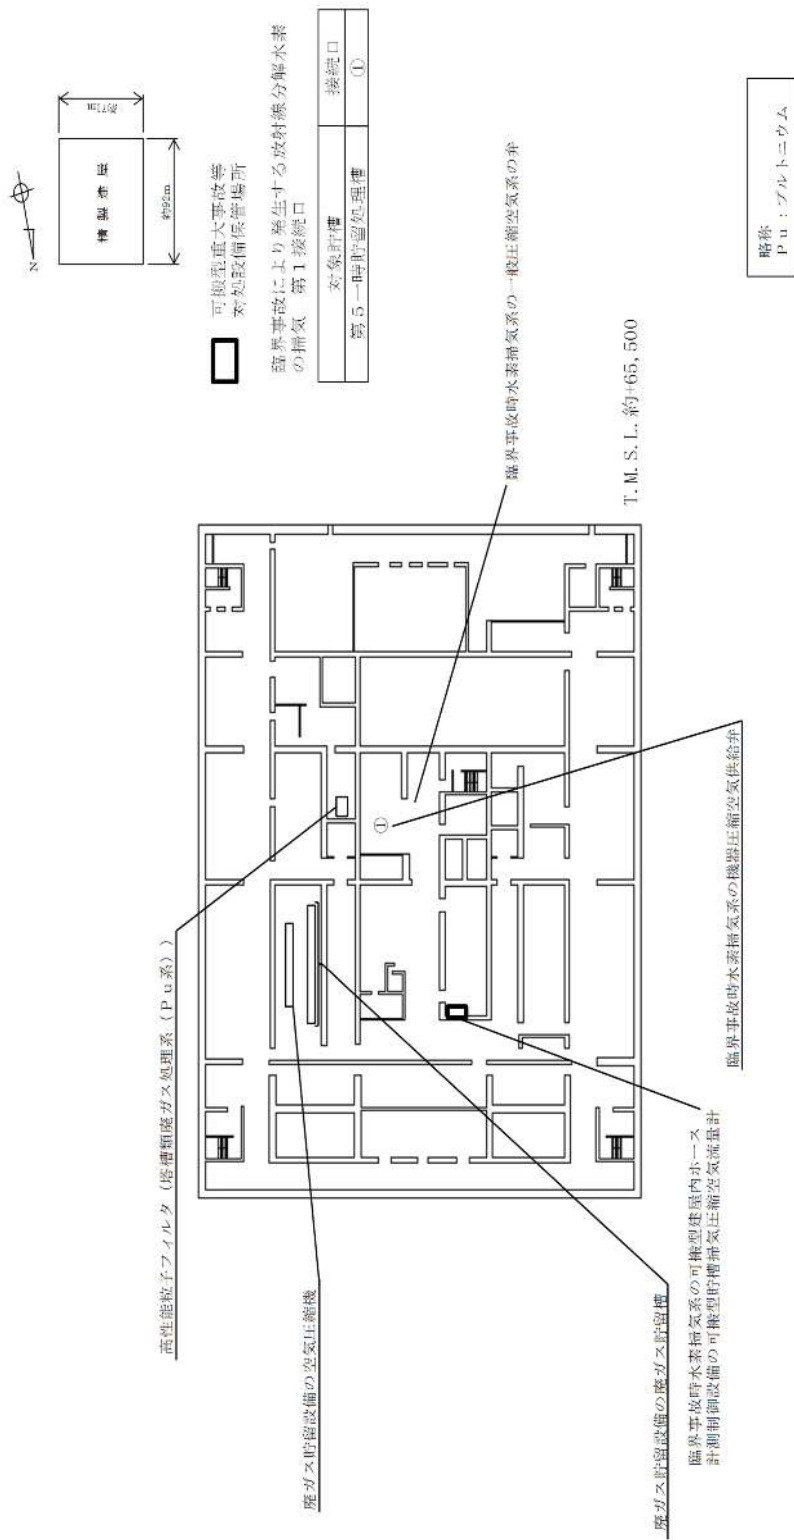 N
精製建屋
約71m
約92m
可搬型重大事故等
対処設備保管場所
臨界事故により発生する放射線分解水素
の掃気 第1接続口
対象貯槽 接続口
第5一時貯留処理槽 ①
高性能粒子フィルタ(塔槽類廃ガス処理系(Pu系))
廃ガス貯留設備の空気圧縮機
廃ガス貯留設備の廃ガス貯留槽
臨界事故時水素掃気系の可搬型建屋内ホース
計測制御設備の可搬型貯槽掃気圧縮空気流量計
臨界事故時水素掃気系の機器圧縮空気供給弁
臨界事故時水素掃気系の一般圧縮空気系の弁
①
T.M.S.L.約+65,500
略称
Pu:プルトニウム